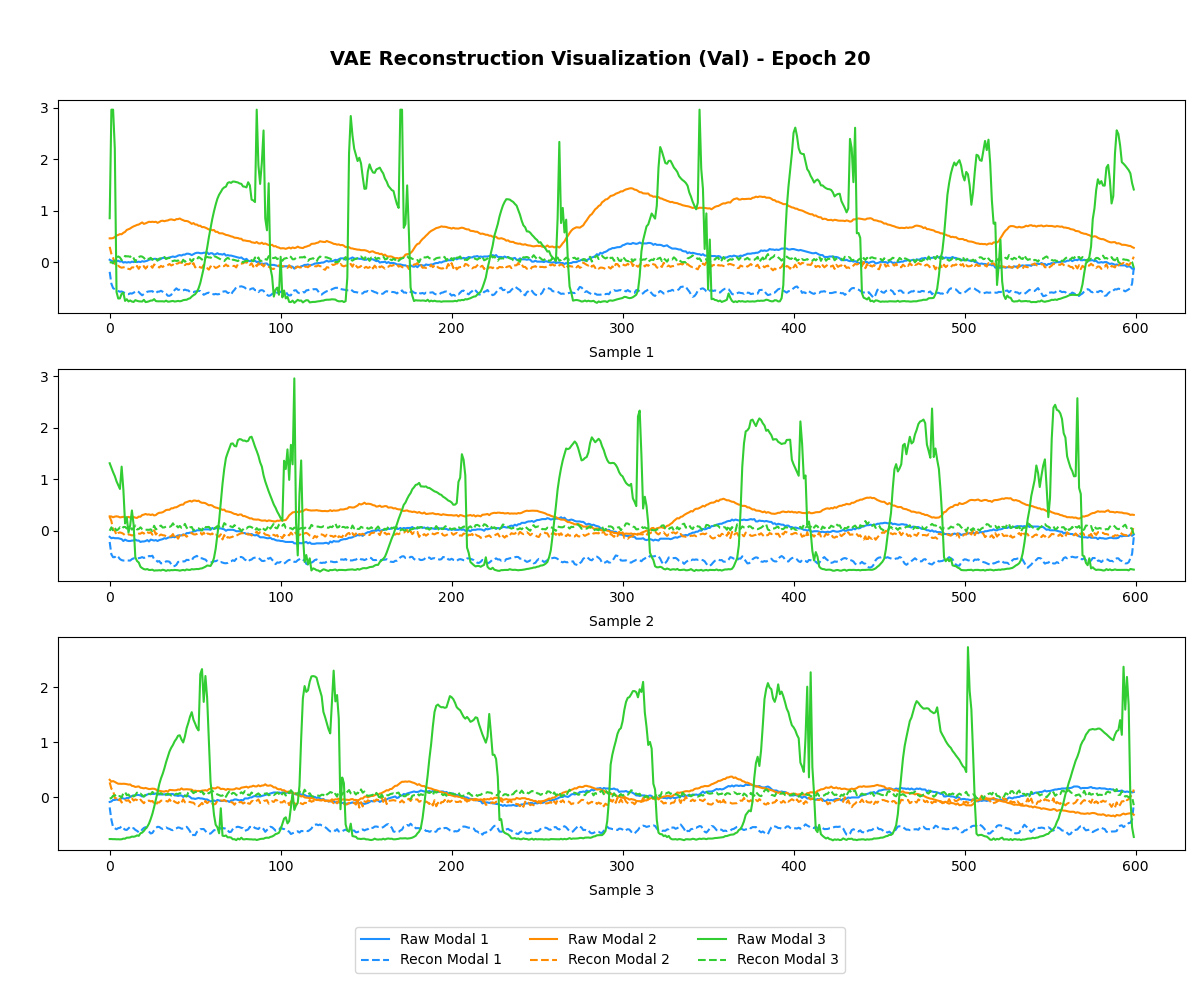 VAE Reconstruction Visualization (Val) - Epoch 20
3
2
1
0
0 100 200 300 400 500 600
Sample 1
3
2
1
0
0 100 200 300 400 500 600
Sample 2
2
1
0
0 100 200 300 400 500 600
Sample 3
Raw Modal 1 Raw Modal 2 Raw Modal 3
Recon Modal 1 Recon Modal 2 Recon Modal 3